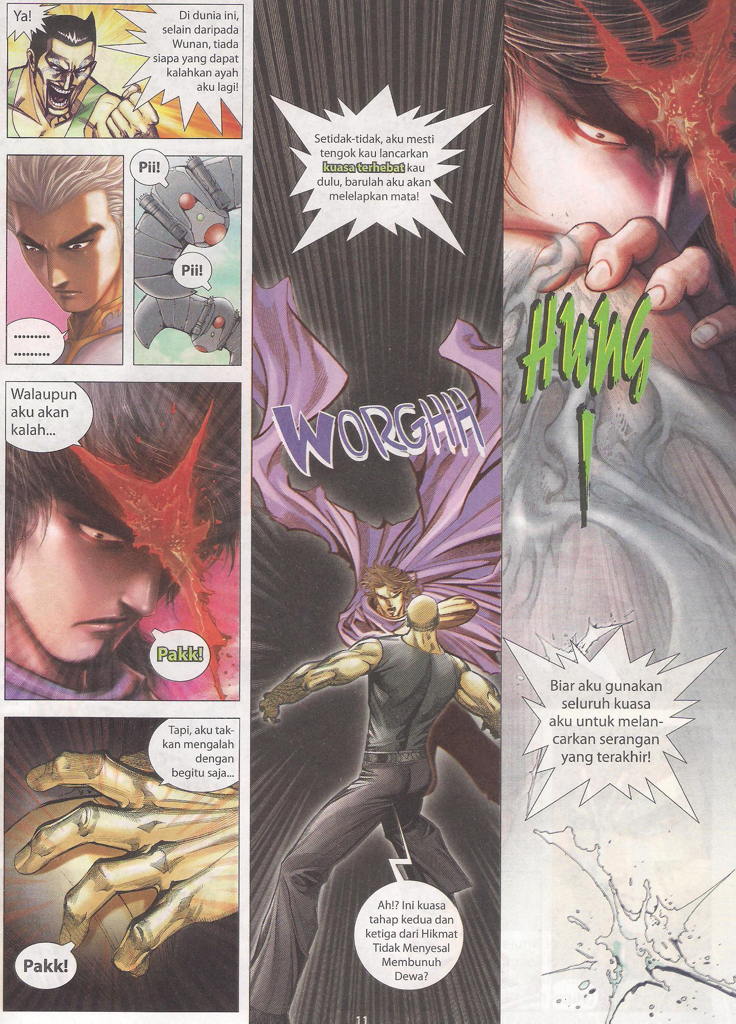 Ya!
Di dunia ini,
selain daripada
Wunan, tiada
siapa yang dapat
kalahkan ayah
aku lagi!
Pii!
Pii!
.........
.........
Walaupun
aku akan
kalah...
Pakk!
Tapi, aku tak-
kan mengalah
dengan
begitu saja...
Pakk!
Setidak-tidak, aku mesti
tengok kau lancarkan
kuasa terhebat kau
dulu, barulah aku akan
melelapkan mata!
WORGHH
Ah!? Ini kuasa
tahap kedua dan
ketiga dari Hikmat
Tidak Menyesal
Membunuh
Dewa?
11
HUUG
!
Biar aku gunakan
seluruh kuasa
aku untuk melan-
carkan serangan
yang terakhir!